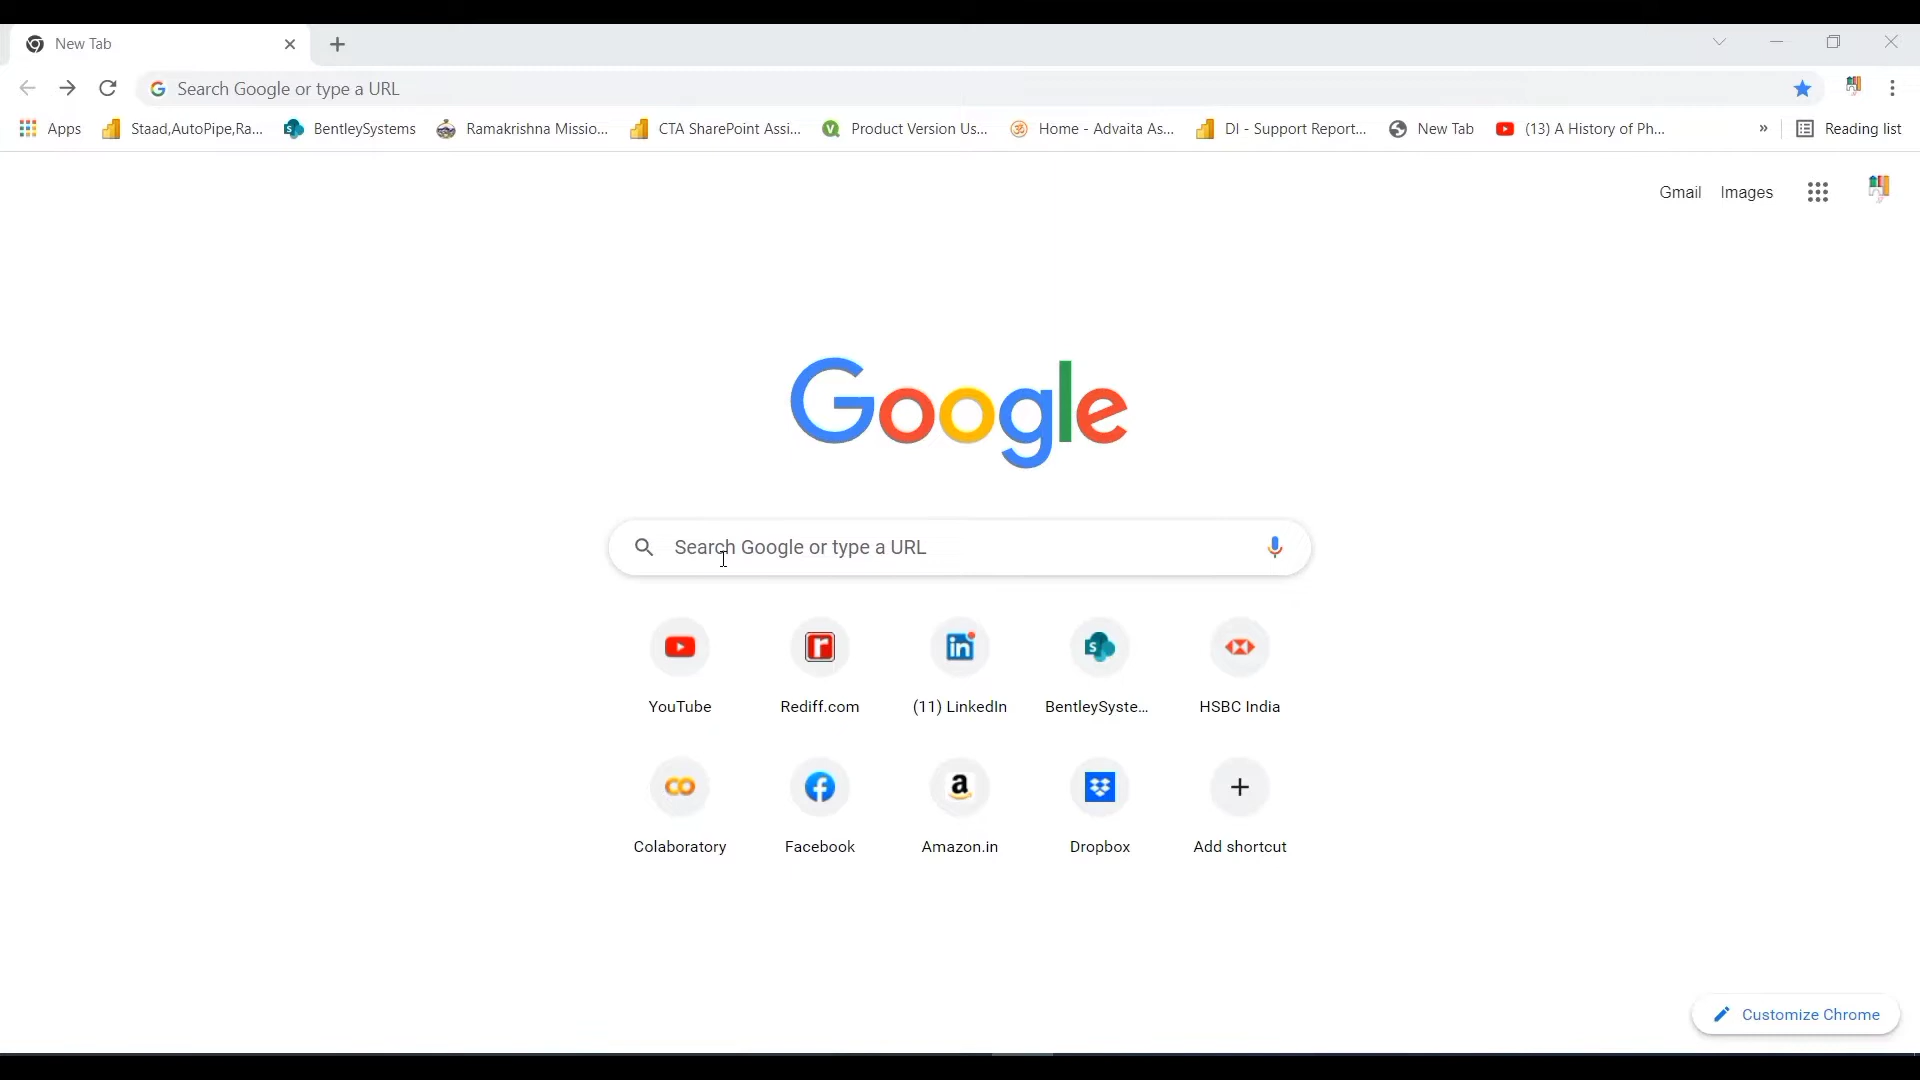 New Tab
Search Google or type a URL
Apps Staad,AutoPipe,Ra... BentleySystems Ramakrishna Missio... CTA SharePoint Assi... Product Version Us... Home - Advaita As... DI - Support Report... New Tab (13) A History of Ph... » Reading list
Gmail Images
Google
Search Google or type a URL
YouTube Rediff.com (11) LinkedIn BentleySyste... HSBC India
Colaboratory Facebook Amazon.in Dropbox Add shortcut
Customize Chrome